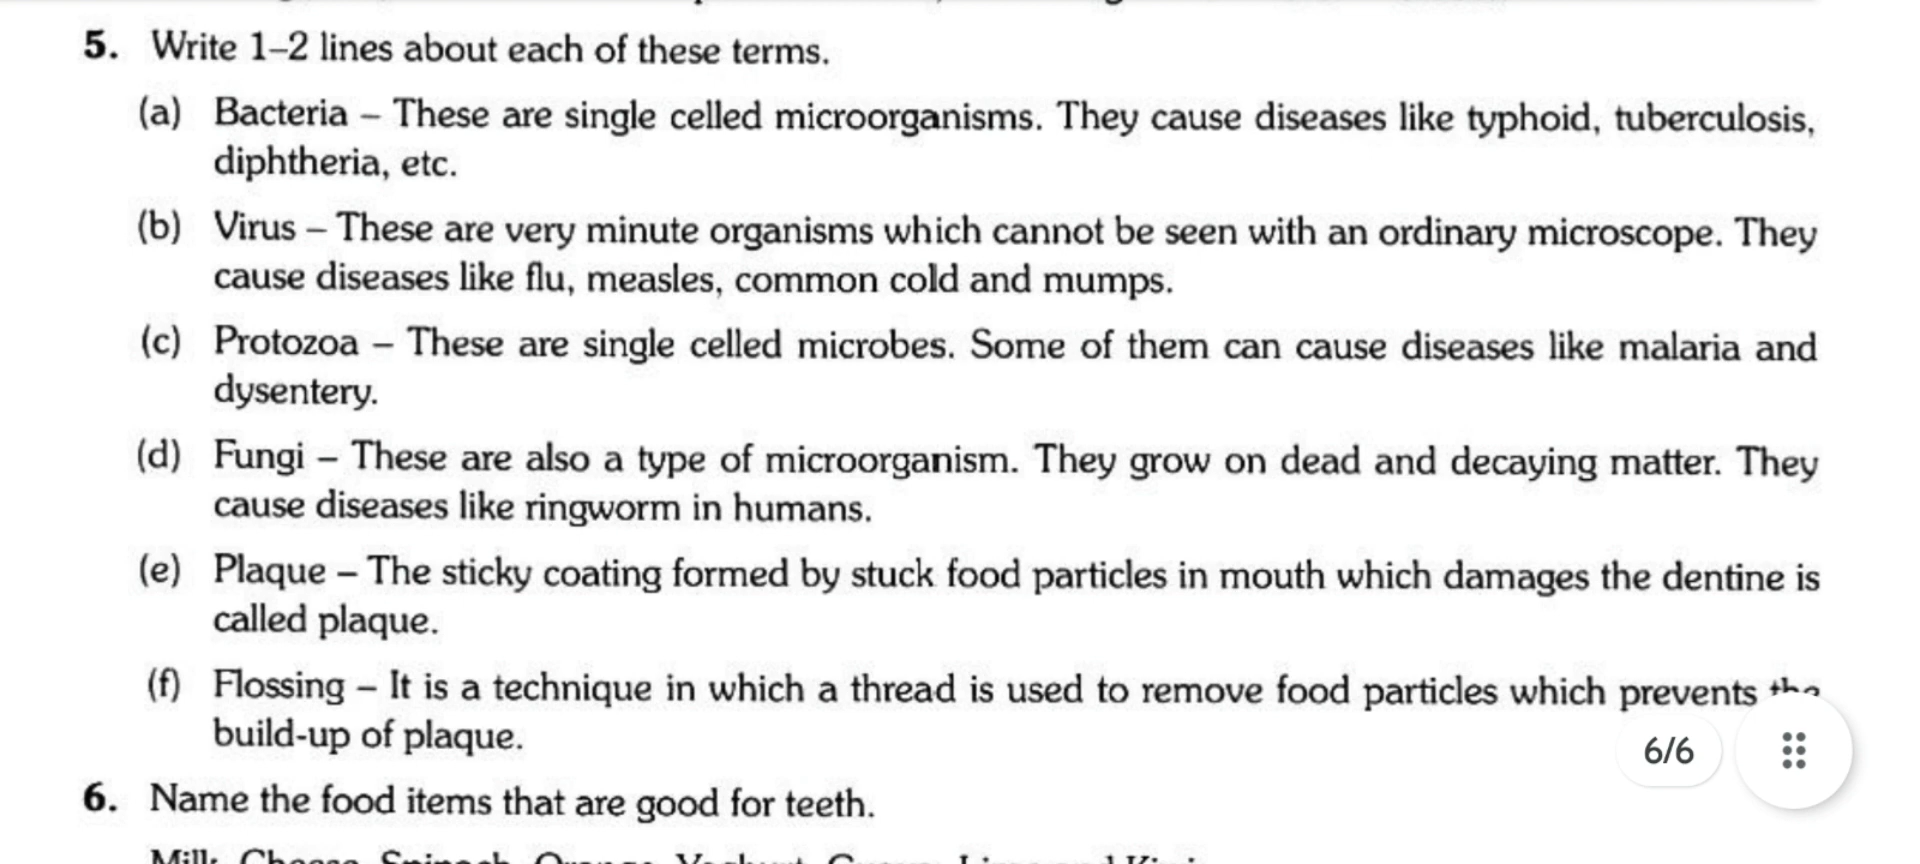 5. Write 1–2 lines about each of these terms.
(a) Bacteria – These are single celled microorganisms. They cause diseases like typhoid, tuberculosis,
diphtheria, etc.
(b) Virus – These are very minute organisms which cannot be seen with an ordinary microscope. They
cause diseases like flu, measles, common cold and mumps.
(c) Protozoa – These are single celled microbes. Some of them can cause diseases like malaria and
dysentery.
(d) Fungi – These are also a type of microorganism. They grow on dead and decaying matter. They
cause diseases like ringworm in humans.
(e) Plaque – The sticky coating formed by stuck food particles in mouth which damages the dentine is
called plaque.
(f) Flossing – It is a technique in which a thread is used to remove food particles which prevents the
build-up of plaque.
6/6
6. Name the food items that are good for teeth.